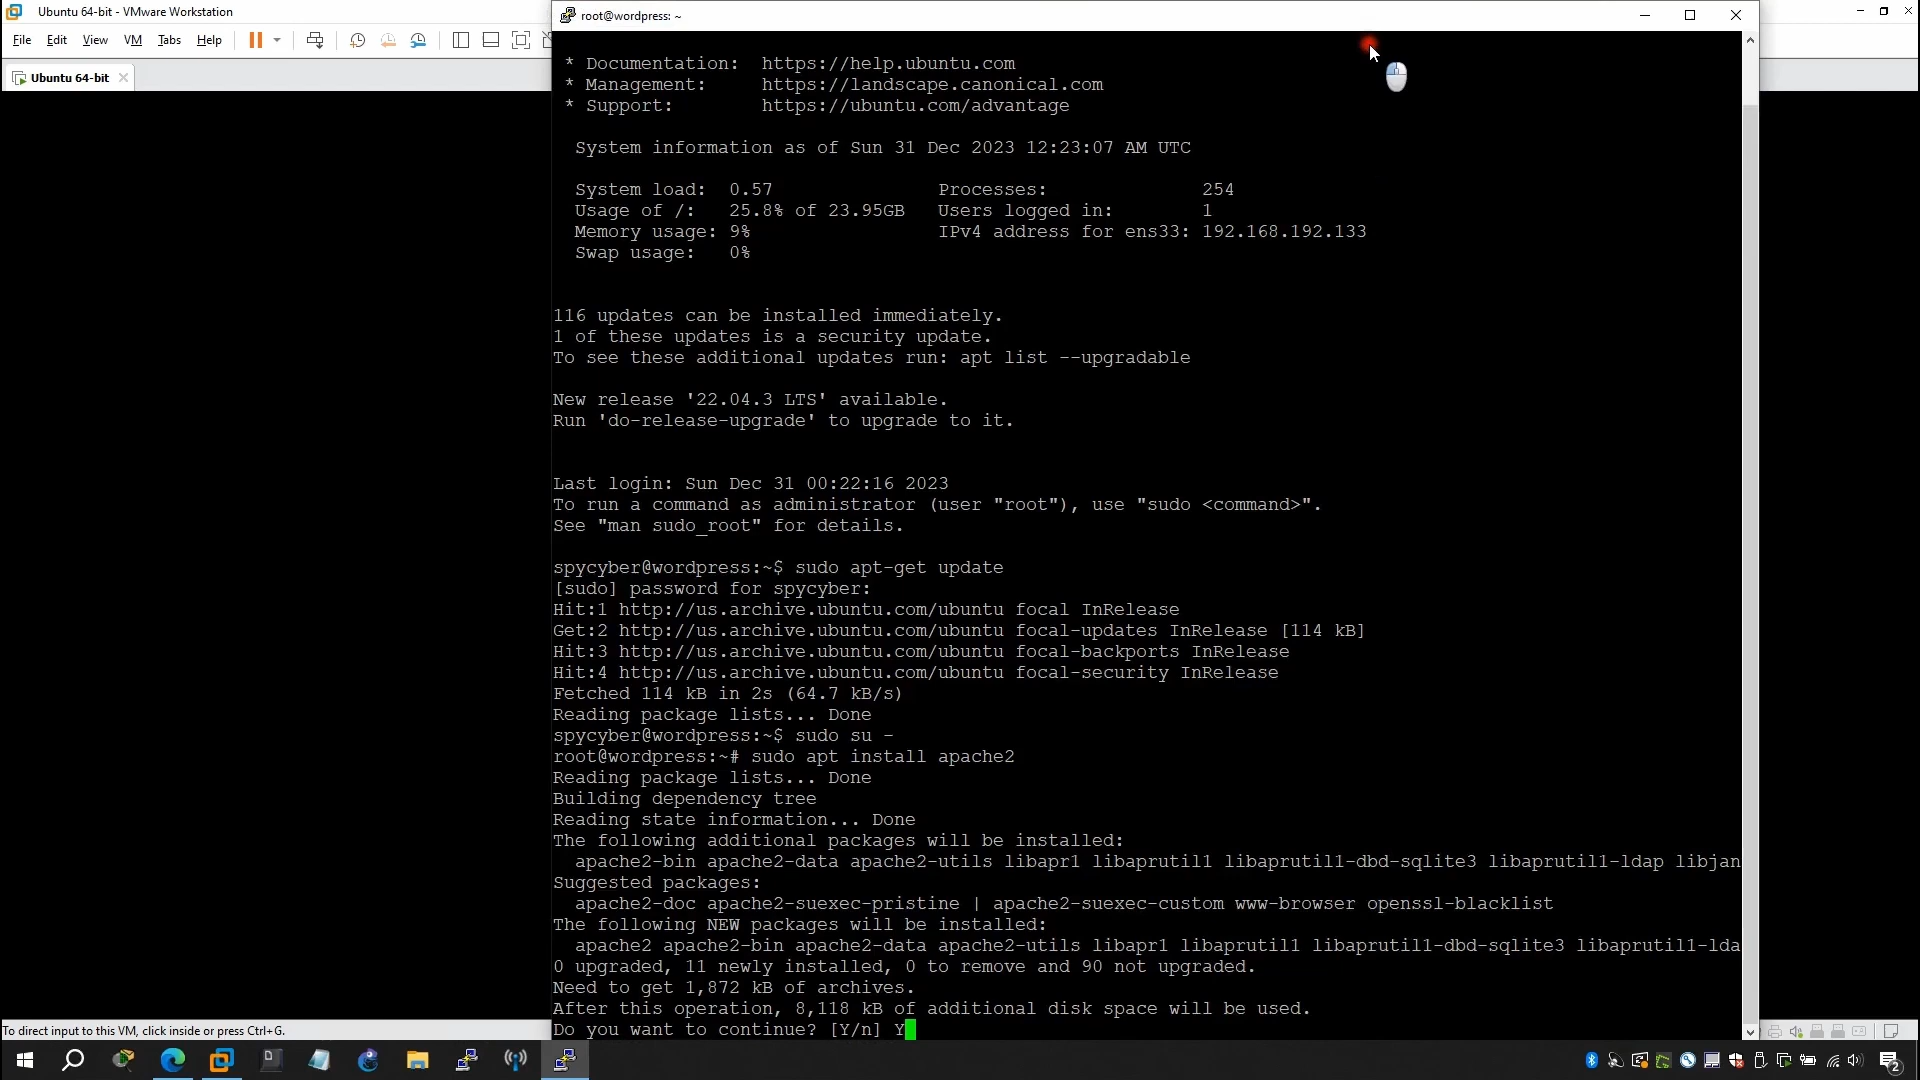 Ubuntu 64-bit - VMware Workstation
File Edit View VM Tabs Help
Ubuntu 64-bit
root@wordpress: ~
* Documentation:  https://help.ubuntu.com
* Management:     https://landscape.canonical.com
* Support:        https://ubuntu.com/advantage
System information as of Sun 31 Dec 2023 12:23:07 AM UTC
System load:  0.57               Processes:              254
Usage of /:   25.8% of 23.95GB   Users logged in:        1
Memory usage: 9%                 IPv4 address for ens33: 192.168.192.133
Swap usage:   0%
116 updates can be installed immediately.
1 of these updates is a security update.
To see these additional updates run: apt list --upgradable
New release '22.04.3 LTS' available.
Run 'do-release-upgrade' to upgrade to it.
Last login: Sun Dec 31 00:22:16 2023
To run a command as administrator (user "root"), use "sudo <command>".
See "man sudo_root" for details.
spycyber@wordpress:~$ sudo apt-get update
[sudo] password for spycyber:
Hit:1 http://us.archive.ubuntu.com/ubuntu focal InRelease
Get:2 http://us.archive.ubuntu.com/ubuntu focal-updates InRelease [114 kB]
Hit:3 http://us.archive.ubuntu.com/ubuntu focal-backports InRelease
Hit:4 http://us.archive.ubuntu.com/ubuntu focal-security InRelease
Fetched 114 kB in 2s (64.7 kB/s)
Reading package lists... Done
spycyber@wordpress:~$ sudo su -
root@wordpress:~# sudo apt install apache2
Reading package lists... Done
Building dependency tree
Reading state information... Done
The following additional packages will be installed:
apache2-bin apache2-data apache2-utils libapr1 libaprutil1 libaprutil1-dbd-sqlite3 libaprutil1-ldap libjan
Suggested packages:
apache2-doc apache2-suexec-pristine | apache2-suexec-custom www-browser openssl-blacklist
The following NEW packages will be installed:
apache2 apache2-bin apache2-data apache2-utils libapr1 libaprutil1 libaprutil1-dbd-sqlite3 libaprutil1-lda
0 upgraded, 11 newly installed, 0 to remove and 90 not upgraded.
Need to get 1,872 kB of archives.
After this operation, 8,118 kB of additional disk space will be used.
Do you want to continue? [Y/n] Y
To direct input to this VM, click inside or press Ctrl+G.
2